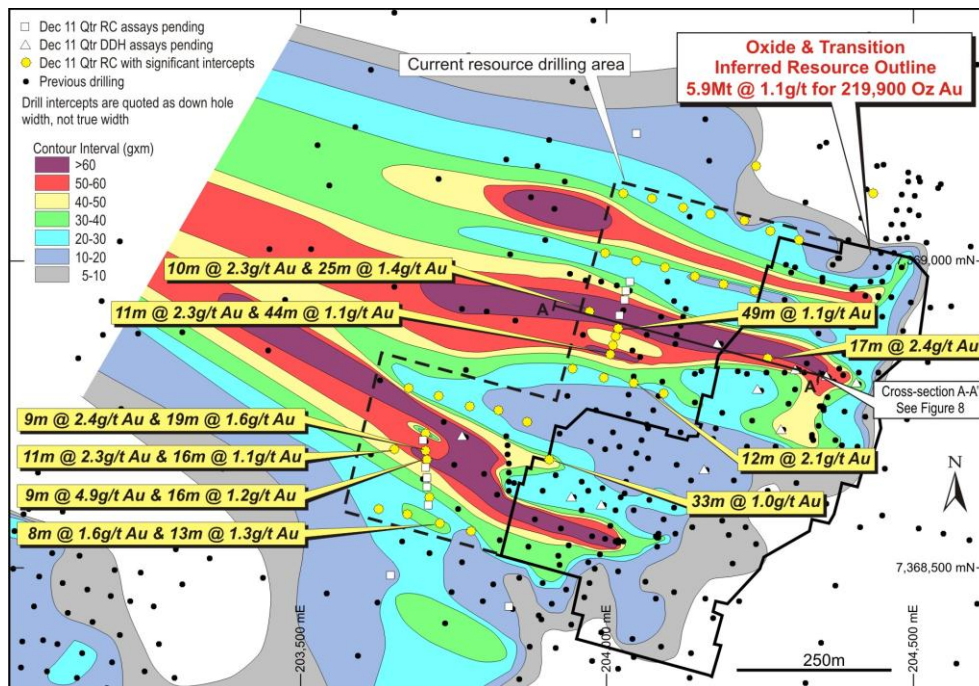 Dec 11 Qtr RC assays pending
Dec 11 Qtr DDH assays pending
Dec 11 Qtr RC with significant intercepts
Previous drilling
Drill intercepts are quoted as down hole
width, not true width
Contour Interval (gxm)
>60
50-60
40-50
30-40
20-30
10-20
5-10
Current resource drilling area
Oxide & Transition
Inferred Resource Outline
5.9Mt @ 1.1g/t for 219,900 Oz Au
10m @ 2.3g/t Au & 25m @ 1.4g/t Au
11m @ 2.3g/t Au & 44m @ 1.1g/t Au
9m @ 2.4g/t Au & 19m @ 1.6g/t Au
11m @ 2.3g/t Au & 16m @ 1.1g/t Au
9m @ 4.9g/t Au & 16m @ 1.2g/t Au
8m @ 1.6g/t Au & 13m @ 1.3g/t Au
A
49m @ 1.1g/t Au
17m @ 2.4g/t Au
A'
Cross-section A-A'
See Figure 8
12m @ 2.1g/t Au
33m @ 1.0g/t Au
N
369,000 mN
7,368,500 mN
203,500 mE
204,000 mE
204,500 mE
250m